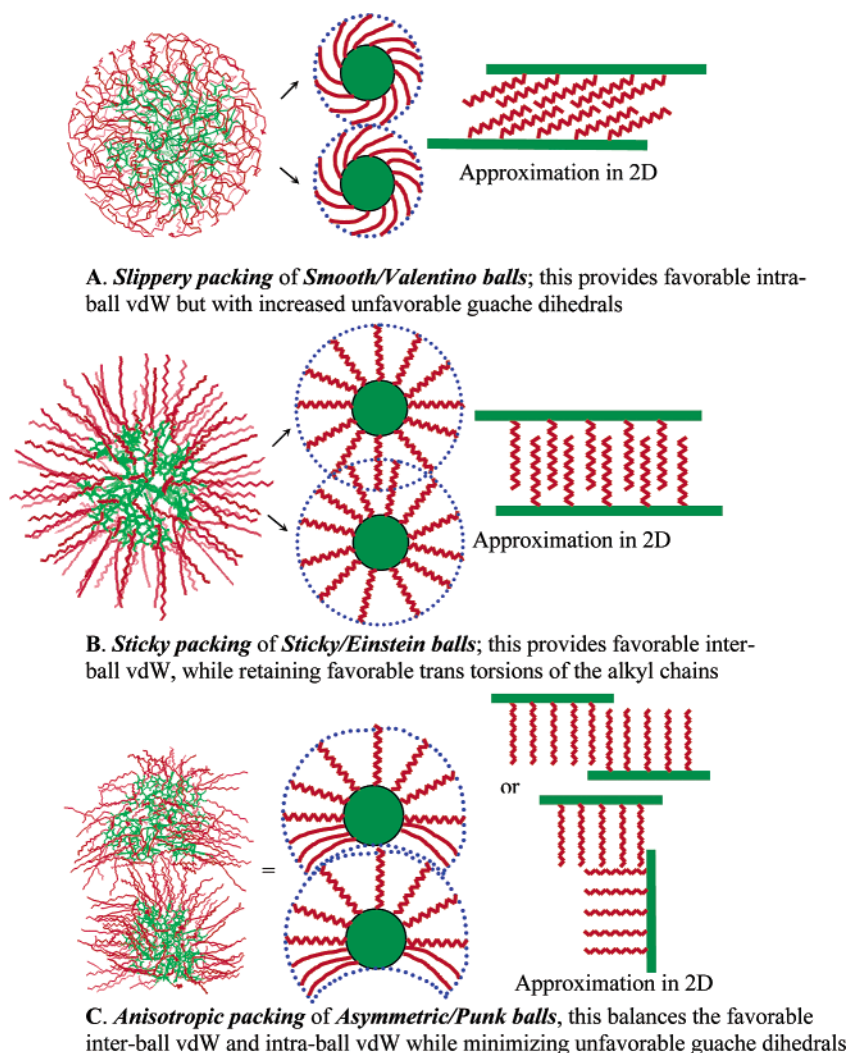 Approximation in 2D
A. Slippery packing of Smooth/Valentino balls; this provides favorable intra-
ball vdW but with increased unfavorable guache dihedrals
Approximation in 2D
B. Sticky packing of Sticky/Einstein balls; this provides favorable inter-
ball vdW, while retaining favorable trans torsions of the alkyl chains
or
=
Approximation in 2D
C. Anisotropic packing of Asymmetric/Punk balls, this balances the favorable
inter-ball vdW and intra-ball vdW while minimizing unfavorable guache dihedrals